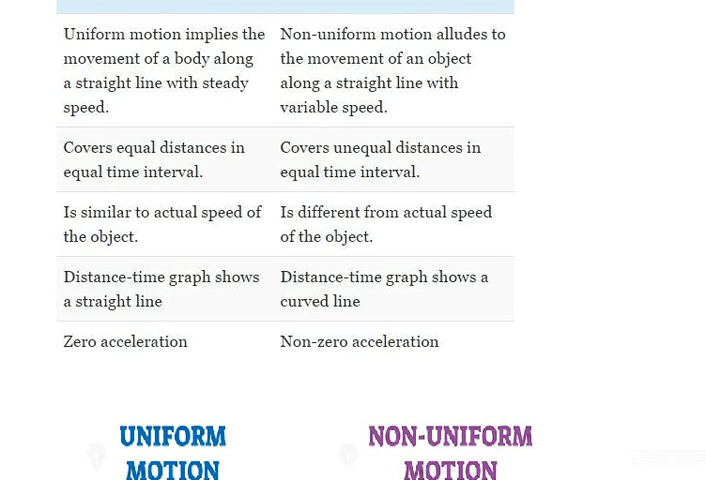 Uniform motion implies the
movement of a body along
a straight line with steady
speed.
Non-uniform motion alludes to
the movement of an object
along a straight line with
variable speed.
Covers equal distances in
equal time interval.
Covers unequal distances in
equal time interval.
Is similar to actual speed of
the object.
Is different from actual speed
of the object.
Distance-time graph shows
a straight line
Distance-time graph shows a
curved line
Zero acceleration
Non-zero acceleration
UNIFORM
MOTION
NON-UNIFORM
MOTION